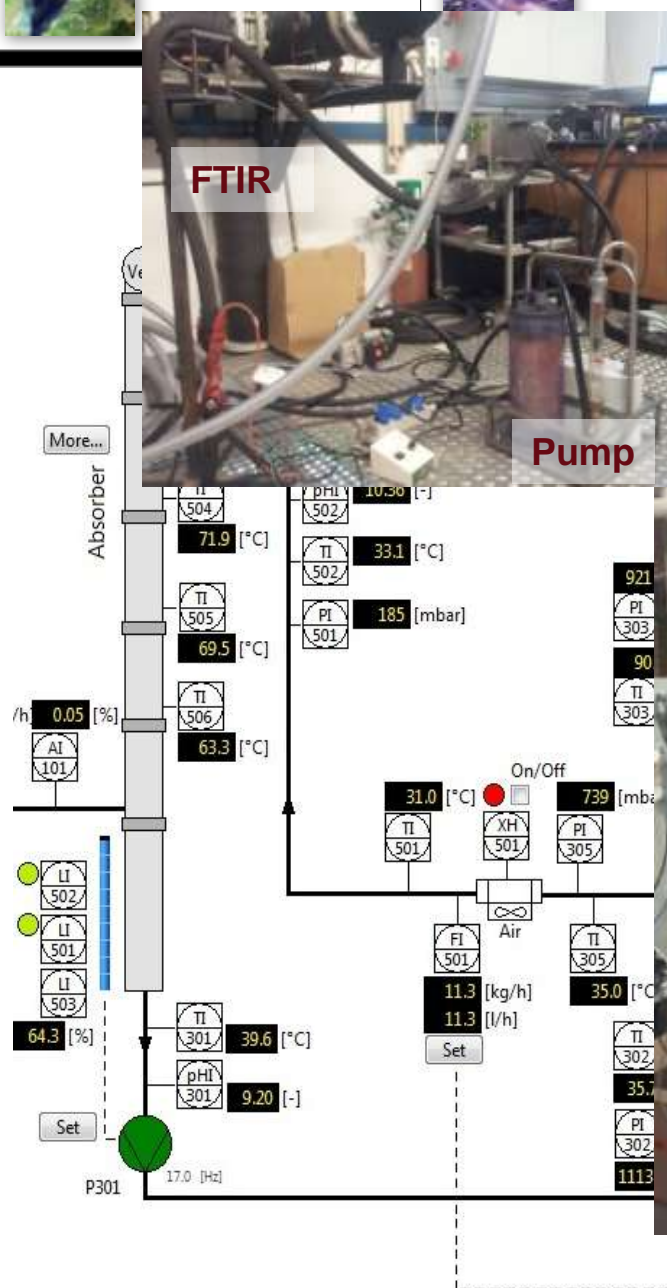 FTIR
Ve
More...
Pump
Absorber
TI
504
71.9 [°C]
pHI
502
10.36 [-]
TI
502
33.1 [°C]
TI
505
69.5 [°C]
PI
501
185 [mbar]
921
PI
303
90
TI
303
TI
506
63.3 [°C]
/h] 0.05 [%]
AI
101
On/Off
31.0 [°C]
739 [mba
TI
501
XH
501
PI
305
Air
LI
502
LI
501
LI
503
64.3 [%]
FI
501
11.3 [kg/h]
11.3 [l/h]
Set
TI
305
35.0 [°C
TI
301
39.6 [°C]
pHI
301
9.20 [-]
TI
302
35.7
PI
302
1113
Set
P301
17.0 [Hz]